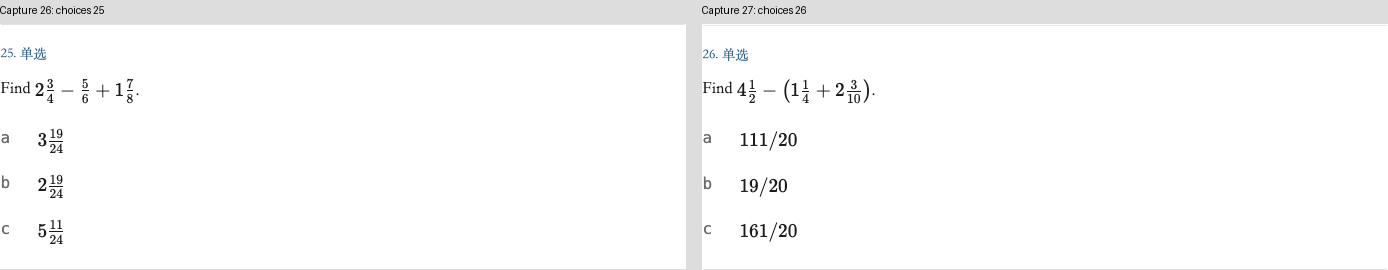 Capture 26: choices 25
25. 单选
Find 2 3/4 − 5/6 + 1 7/8.
a 3 19/24
b 2 19/24
c 5 11/24
Capture 27: choices 26
26. 单选
Find 4 1/2 − (1 1/4 + 2 3/10).
a 111/20
b 19/20
c 161/20